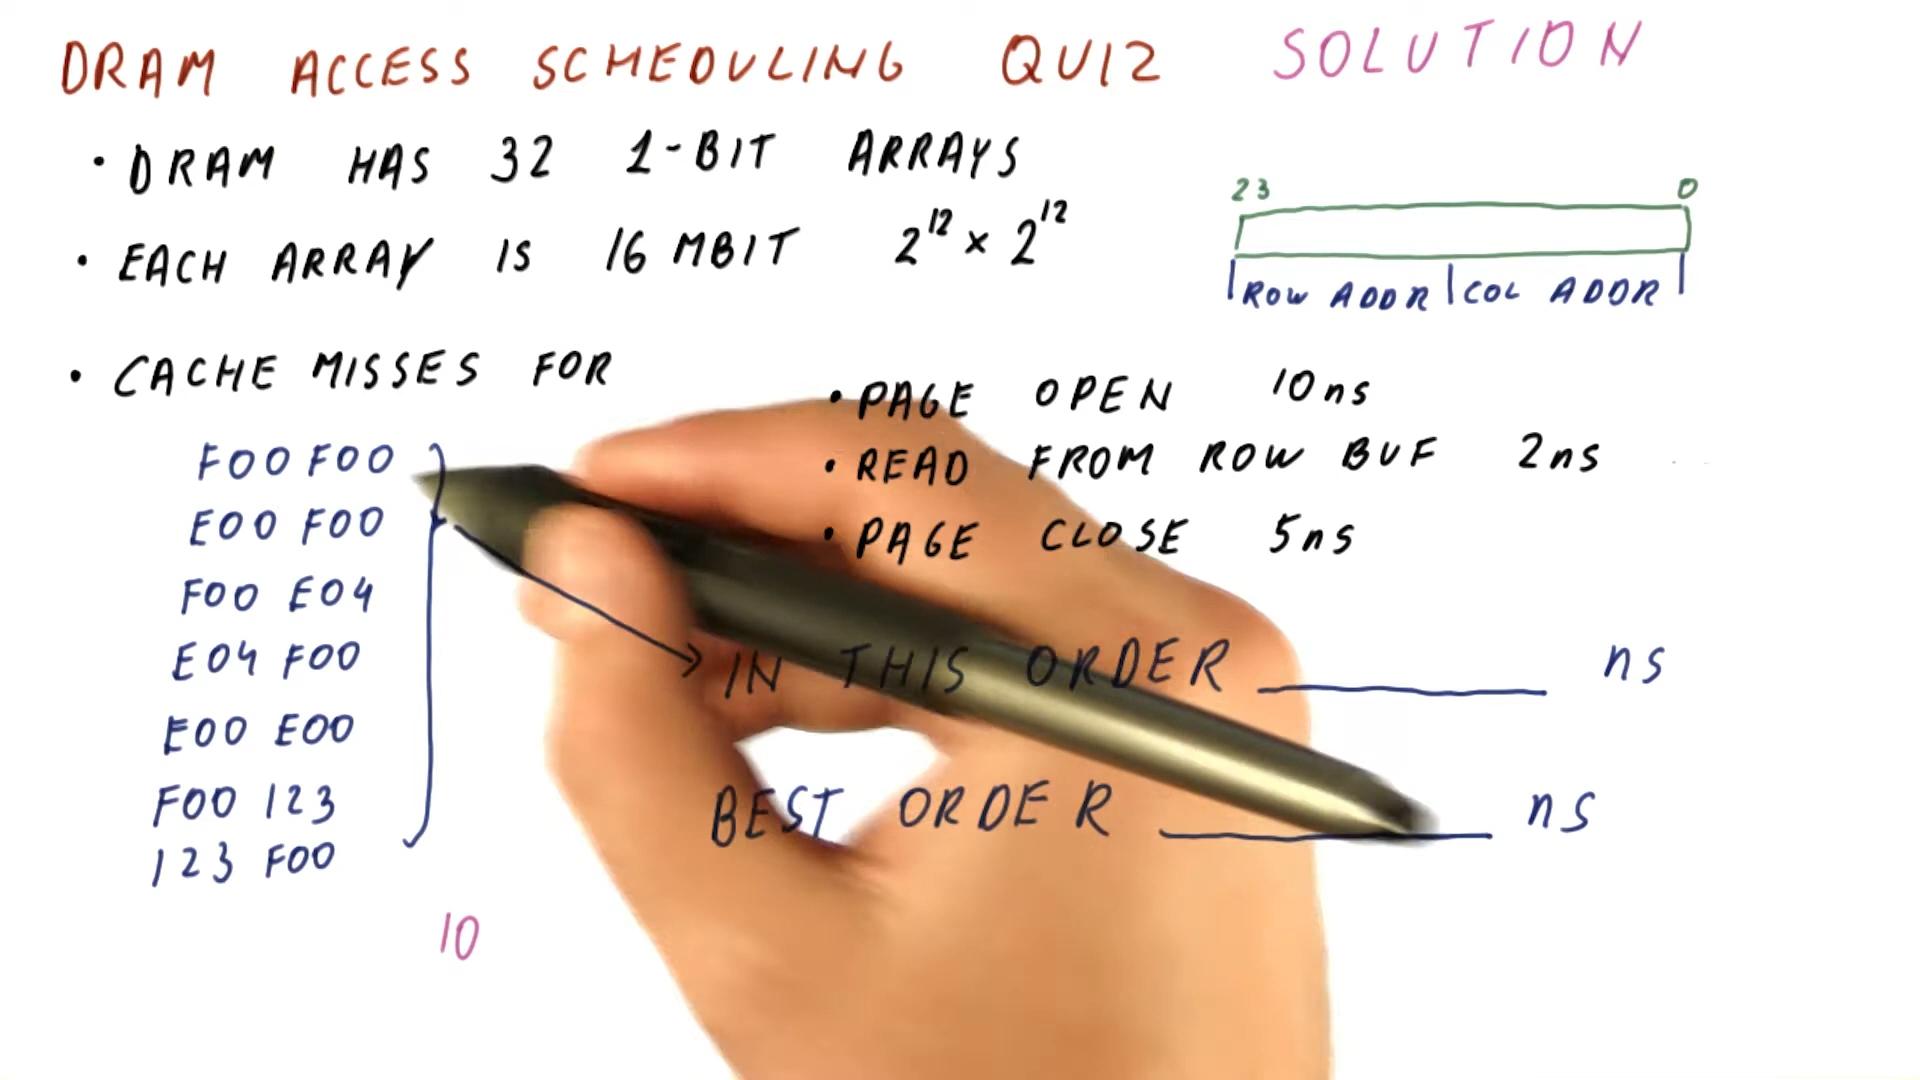 DRAM ACCESS SCHEDULING QUIZ SOLUTION
• DRAM HAS 32 1-BIT ARRAYS
• EACH ARRAY IS 16 MBIT 2^12 × 2^12
23 0
ROW ADDR COL ADDR
• CACHE MISSES FOR
F00 F00
E00 F00
F00 E04
E04 F00
E00 E00
F00 123
123 F00
• PAGE OPEN 10ns
• READ FROM ROW BUF 2ns
• PAGE CLOSE 5ns
IN THIS ORDER ns
BEST ORDER ns
10